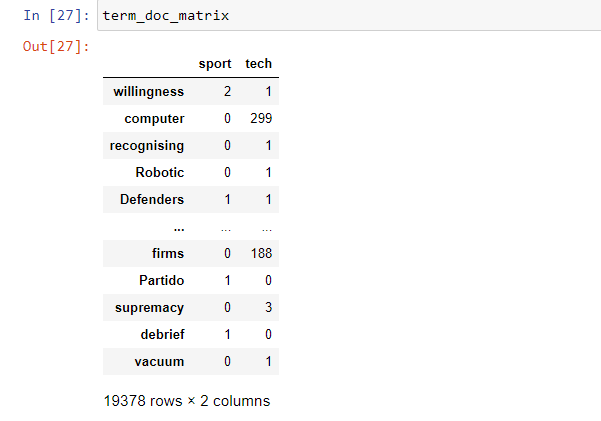 In [27]: term_doc_matrix
Out[27]:
sport tech
willingness 2 1
computer 0 299
recognising 0 1
Robotic 0 1
Defenders 1 1
... ... ...
firms 0 188
Partido 1 0
supremacy 0 3
debrief 1 0
vacuum 0 1
19378 rows × 2 columns